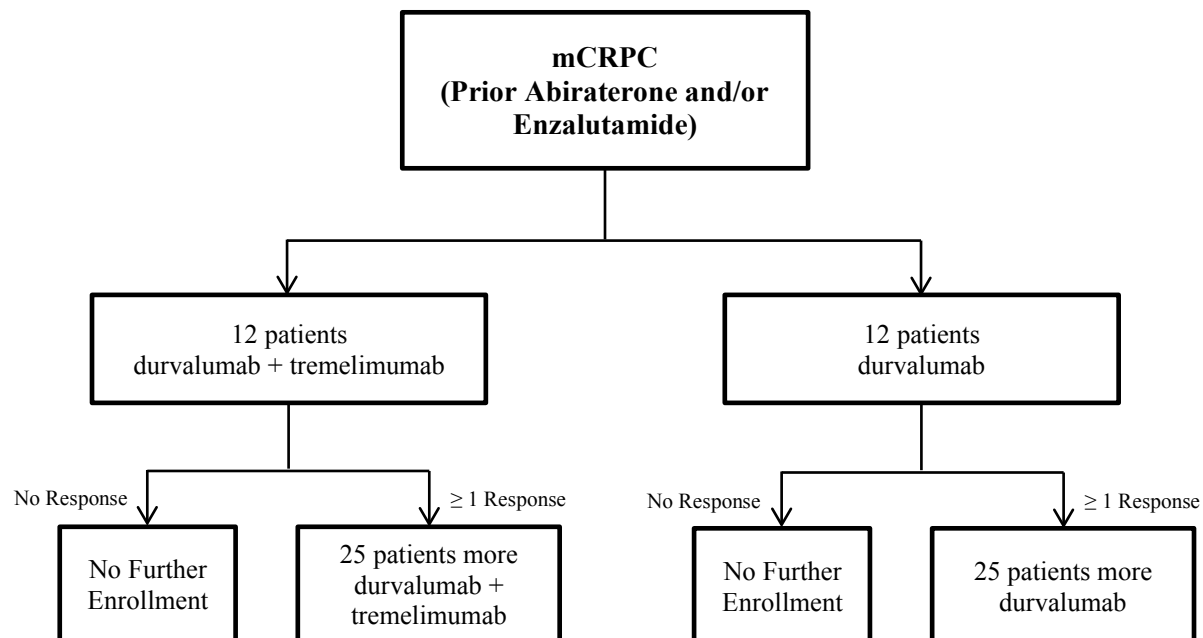 mCRPC
(Prior Abiraterone and/or
Enzalutamide)
12 patients
durvalumab + tremelimumab
12 patients
durvalumab
No Response
≥ 1 Response
No Response
≥ 1 Response
No Further
Enrollment
25 patients more
durvalumab +
tremelimumab
No Further
Enrollment
25 patients more
durvalumab